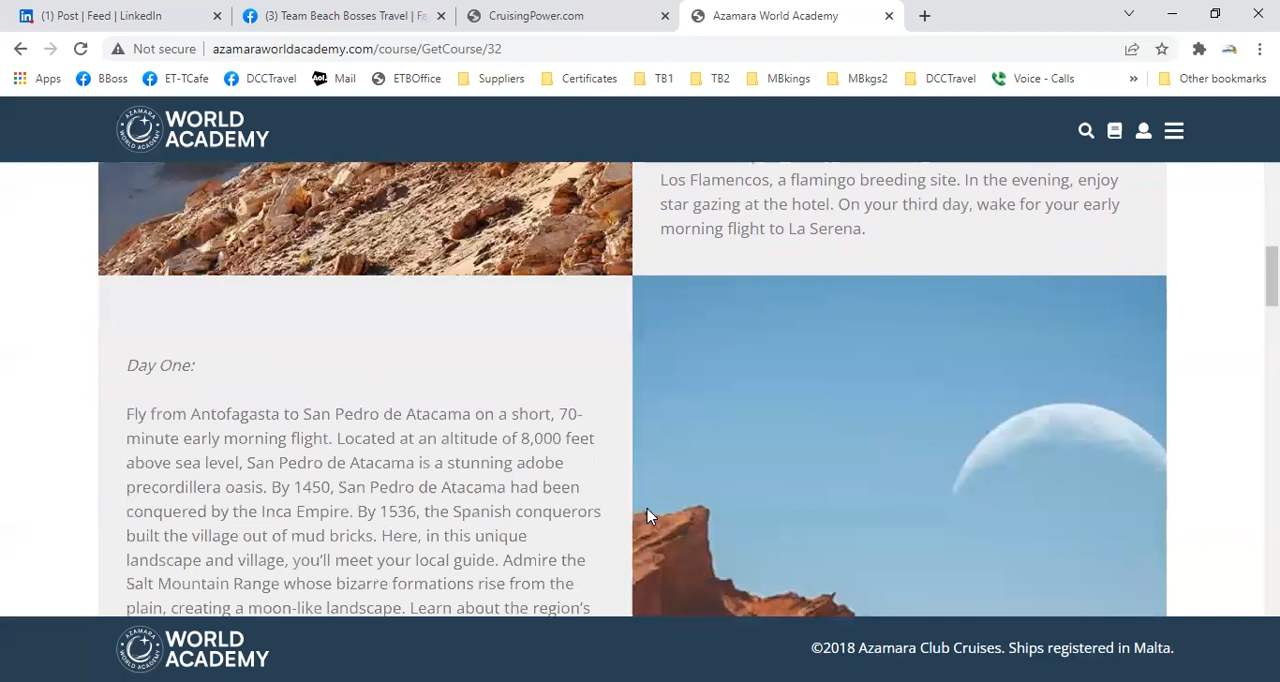 (1) Post | Feed | LinkedIn
(3) Team Beach Bosses Travel | Fa
CruisingPower.com
Azamara World Academy
Not secure
azamaraworldacademy.com/course/GetCourse/32
Apps
BBoss
ET-TCafe
DCCTravel
Aol.
Mail
ETBOffice
Suppliers
Certificates
TB1
TB2
MBkings
MBkgs2
DCCTravel
Voice - Calls
»
Other bookmarks
AZAMARA
WORLD ACADEMY
WORLD
ACADEMY
Los Flamencos, a flamingo breeding site. In the evening, enjoy
star gazing at the hotel. On your third day, wake for your early
morning flight to La Serena.
Day One:
Fly from Antofagasta to San Pedro de Atacama on a short, 70-
minute early morning flight. Located at an altitude of 8,000 feet
above sea level, San Pedro de Atacama is a stunning adobe
precordillera oasis. By 1450, San Pedro de Atacama had been
conquered by the Inca Empire. By 1536, the Spanish conquerors
built the village out of mud bricks. Here, in this unique
landscape and village, you’ll meet your local guide. Admire the
Salt Mountain Range whose bizarre formations rise from the
plain, creating a moon-like landscape. Learn about the region’s
AZAMARA
WORLD ACADEMY
WORLD
ACADEMY
©2018 Azamara Club Cruises. Ships registered in Malta.